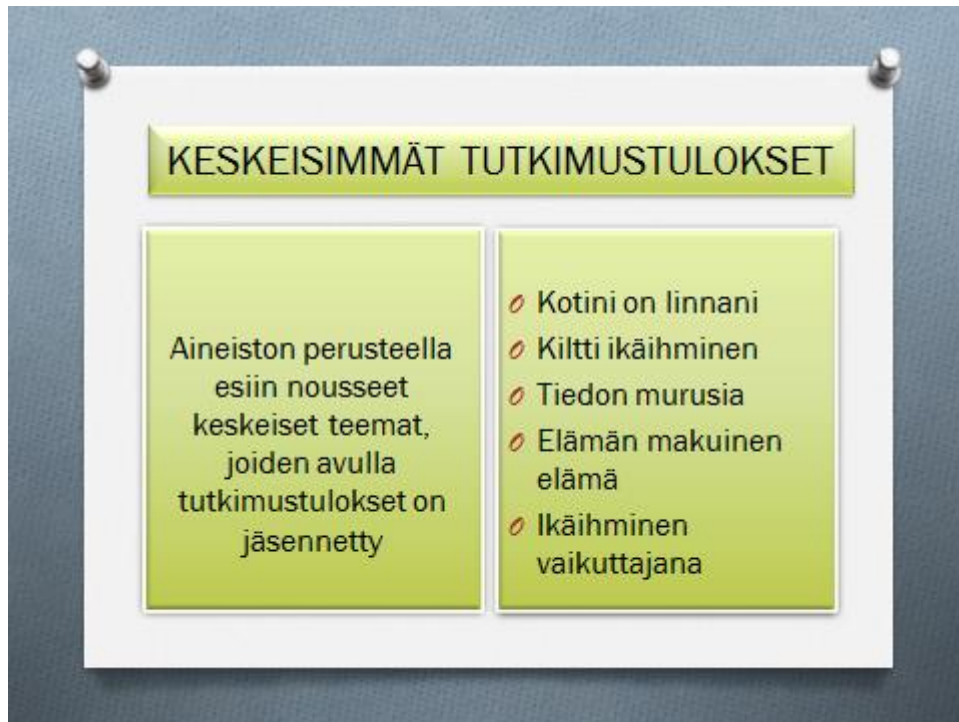 KESKEISIMMÄT TUTKIMUSTULOKSET
Aineiston perusteella
esiin nousseet
keskeiset teemat,
joiden avulla
tutkimustulokset on
jäsennetty
Kotini on linnani
Kiltti ikäihminen
Tiedon murusia
Elämän makuinen
elämä
Ikäihminen
vaikuttajana